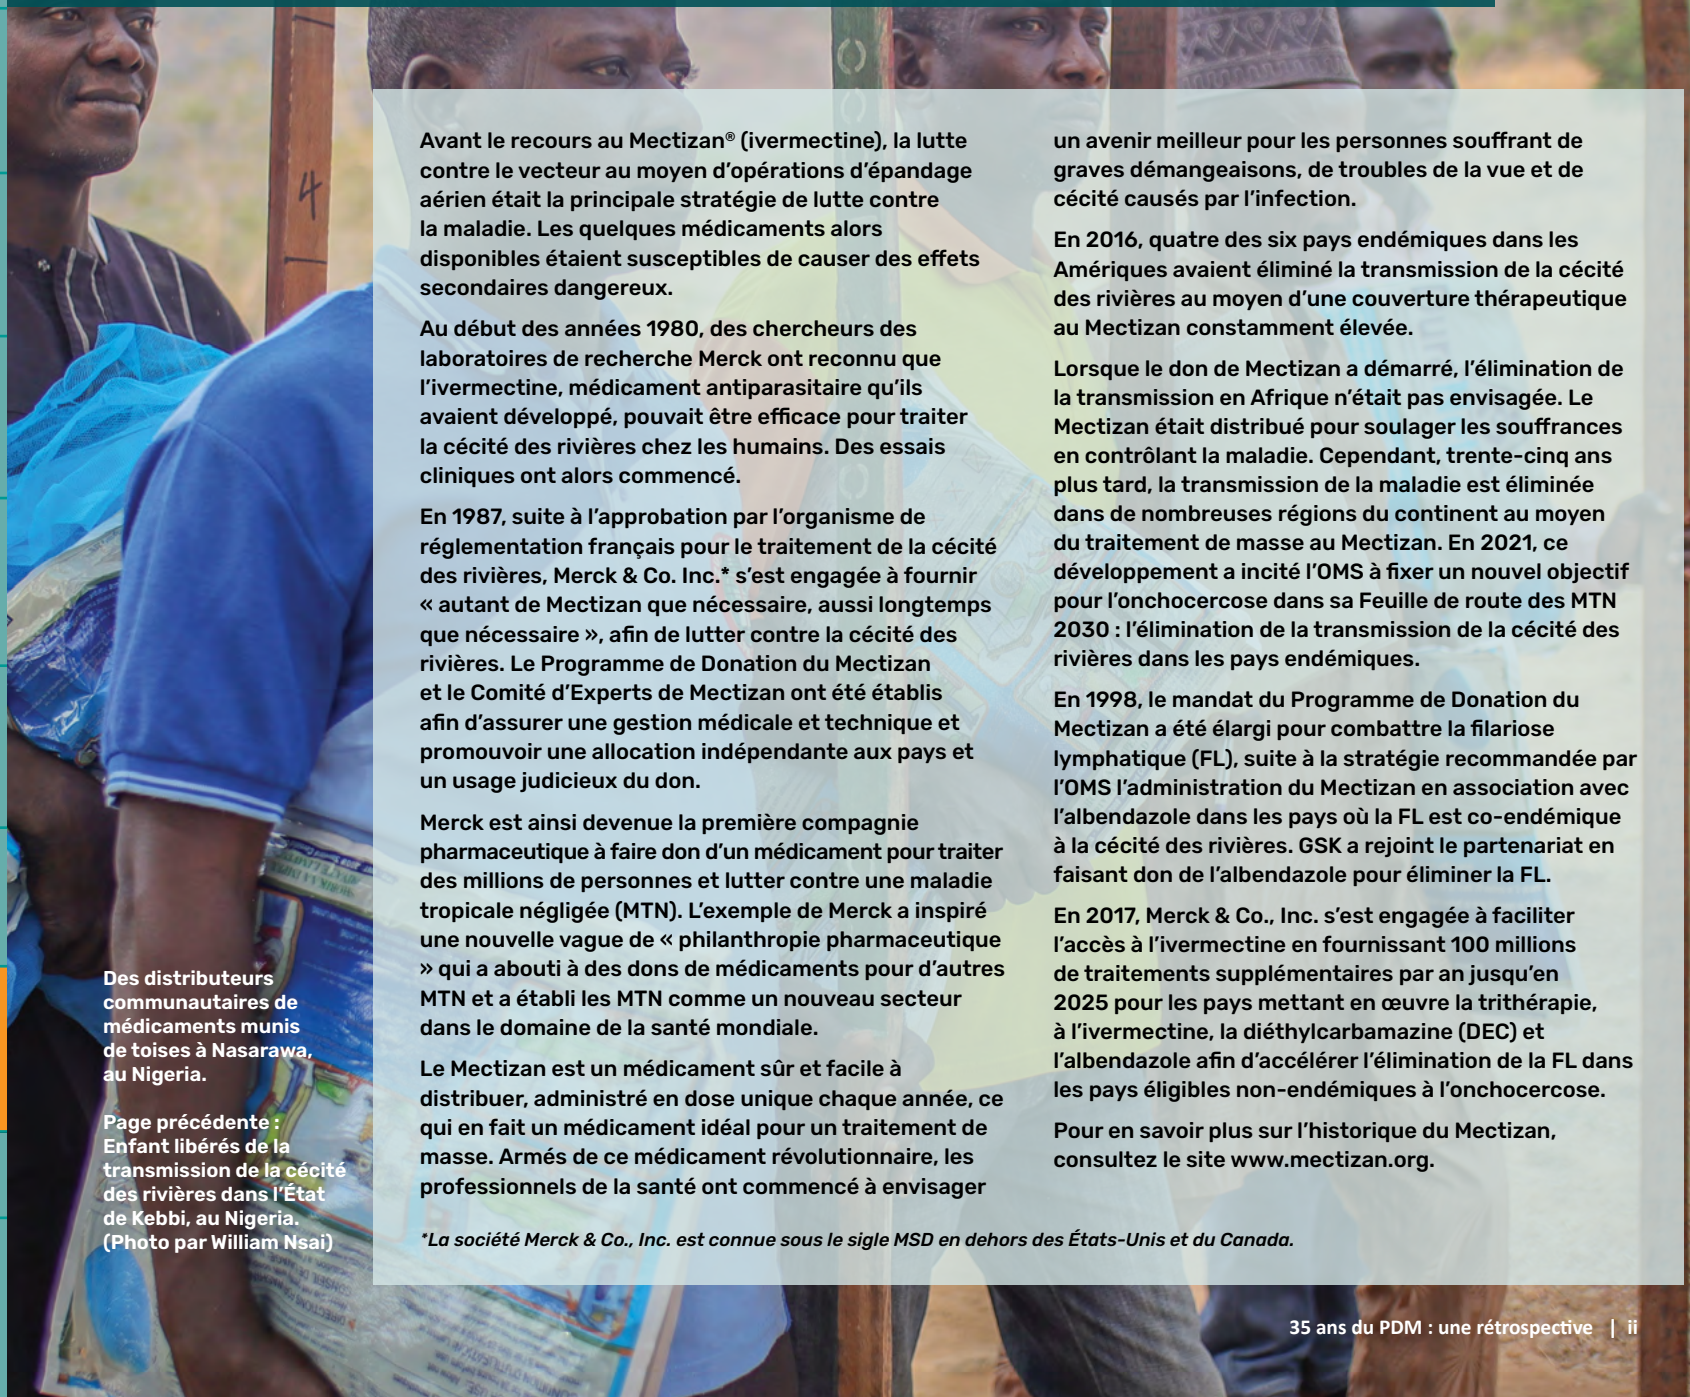 Avant le recours au Mectizan® (ivermectine), la lutte
contre le vecteur au moyen d’opérations d’épandage
aérien était la principale stratégie de lutte contre
la maladie. Les quelques médicaments alors
disponibles étaient susceptibles de causer des effets
secondaires dangereux.
Au début des années 1980, des chercheurs des
laboratoires de recherche Merck ont reconnu que
l’ivermectine, médicament antiparasitaire qu’ils
avaient développé, pouvait être efficace pour traiter
la cécité des rivières chez les humains. Des essais
cliniques ont alors commencé.
En 1987, suite à l’approbation par l’organisme de
réglementation français pour le traitement de la cécité
des rivières, Merck & Co. Inc.* s’est engagée à fournir
« autant de Mectizan que nécessaire, aussi longtemps
que nécessaire », afin de lutter contre la cécité des
rivières. Le Programme de Donation du Mectizan
et le Comité d’Experts de Mectizan ont été établis
afin d’assurer une gestion médicale et technique et
promouvoir une allocation indépendante aux pays et
un usage judicieux du don.
Merck est ainsi devenue la première compagnie
pharmaceutique à faire don d’un médicament pour traiter
des millions de personnes et lutter contre une maladie
tropicale négligée (MTN). L’exemple de Merck a inspiré
une nouvelle vague de « philanthropie pharmaceutique
» qui a abouti à des dons de médicaments pour d’autres
MTN et a établi les MTN comme un nouveau secteur
dans le domaine de la santé mondiale.
Le Mectizan est un médicament sûr et facile à
distribuer, administré en dose unique chaque année, ce
qui en fait un médicament idéal pour un traitement de
masse. Armés de ce médicament révolutionnaire, les
professionnels de la santé ont commencé à envisager
un avenir meilleur pour les personnes souffrant de
graves démangeaisons, de troubles de la vue et de
cécité causés par l’infection.
En 2016, quatre des six pays endémiques dans les
Amériques avaient éliminé la transmission de la cécité
des rivières au moyen d’une couverture thérapeutique
au Mectizan constamment élevée.
Lorsque le don de Mectizan a démarré, l’élimination de
la transmission en Afrique n’était pas envisagée. Le
Mectizan était distribué pour soulager les souffrances
en contrôlant la maladie. Cependant, trente-cinq ans
plus tard, la transmission de la maladie est éliminée
dans de nombreuses régions du continent au moyen
du traitement de masse au Mectizan. En 2021, ce
développement a incité l’OMS à fixer un nouvel objectif
pour l’onchocercose dans sa Feuille de route des MTN
2030 : l’élimination de la transmission de la cécité des
rivières dans les pays endémiques.
En 1998, le mandat du Programme de Donation du
Mectizan a été élargi pour combattre la filariose
lymphatique (FL), suite à la stratégie recommandée par
l’OMS l’administration du Mectizan en association avec
l’albendazole dans les pays où la FL est co-endémique
à la cécité des rivières. GSK a rejoint le partenariat en
faisant don de l’albendazole pour éliminer la FL.
En 2017, Merck & Co., Inc. s’est engagée à faciliter
l’accès à l’ivermectine en fournissant 100 millions
de traitements supplémentaires par an jusqu’en
2025 pour les pays mettant en œuvre la trithérapie,
à l’ivermectine, la diéthylcarbamazine (DEC) et
l’albendazole afin d’accélérer l’élimination de la FL dans
les pays éligibles non-endémiques à l’onchocercose.
Pour en savoir plus sur l’historique du Mectizan,
consultez le site www.mectizan.org.
*La société Merck & Co., Inc. est connue sous le sigle MSD en dehors des États-Unis et du Canada.
Des distributeurs
communautaires de
médicaments munis
de toises à Nasarawa,
au Nigeria.
Page précédente :
Enfant libérés de la
transmission de la cécité
des rivières dans l’État
de Kebbi, au Nigeria.
(Photo par William Nsai)
4
35 ans du PDM : une rétrospective | ii